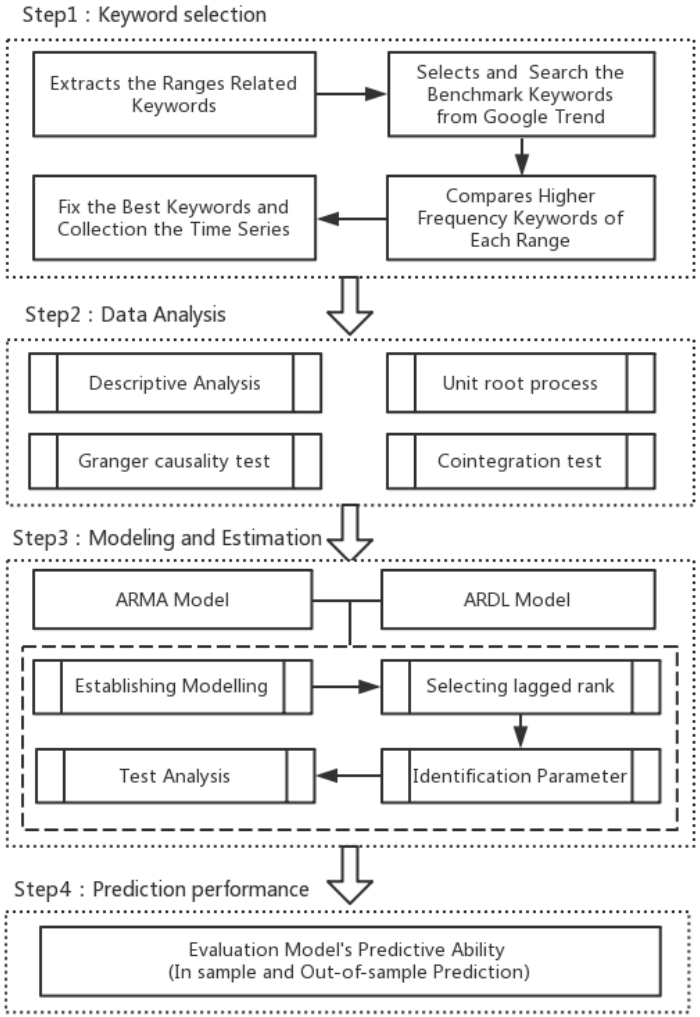 Step1：Keyword selection
Extracts the Ranges Related
Keywords
Selects and Search the
Benchmark Keywords
from Google Trend
Fix the Best Keywords and
Collection the Time Series
Compares Higher
Frequency Keywords of
Each Range
Step2：Data Analysis
Descriptive Analysis
Unit root process
Granger causality test
Cointegration test
Step3：Modeling and Estimation
ARMA Model
ARDL Model
Establishing Modelling
Selecting lagged rank
Test Analysis
Identification Parameter
Step4：Prediction performance
Evaluation Model's Predictive Ability
(In sample and Out-of-sample Prediction)